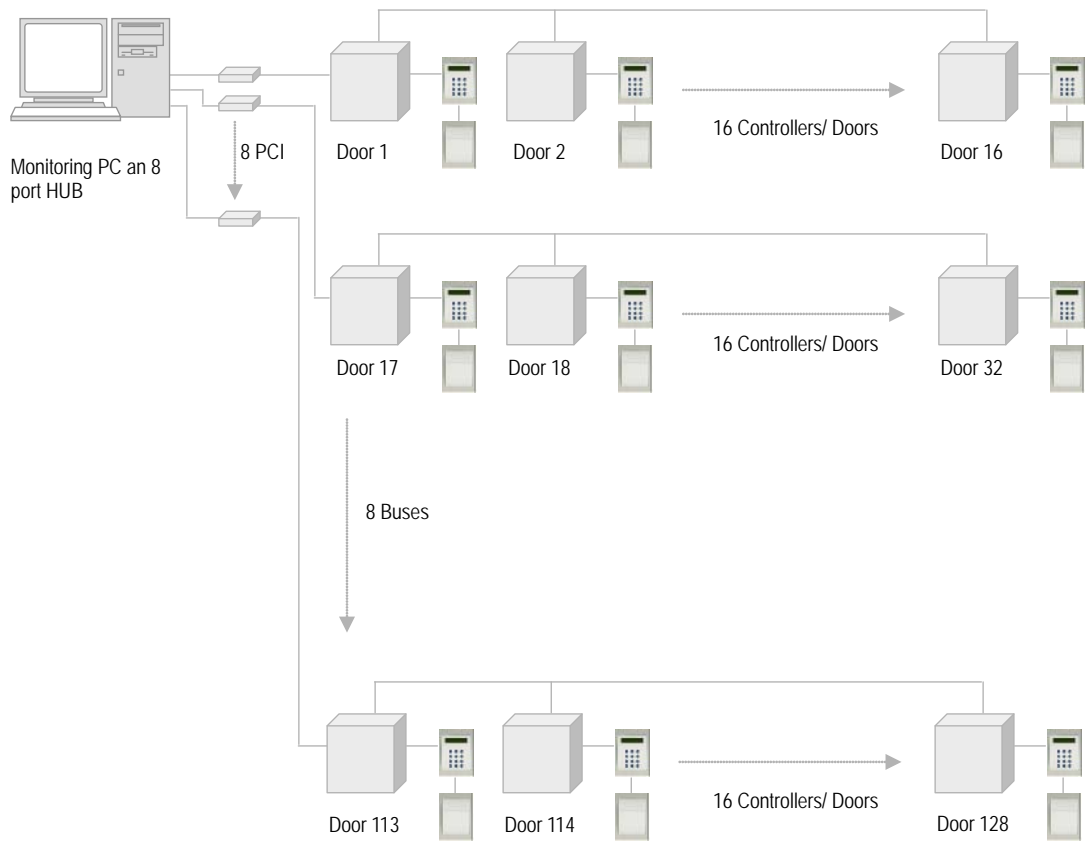 Door 1
Door 2
16 Controllers/ Doors
Door 16
8 PCI
Monitoring PC an 8
port HUB
Door 17
Door 18
16 Controllers/ Doors
Door 32
8 Buses
Door 113
Door 114
16 Controllers/ Doors
Door 128